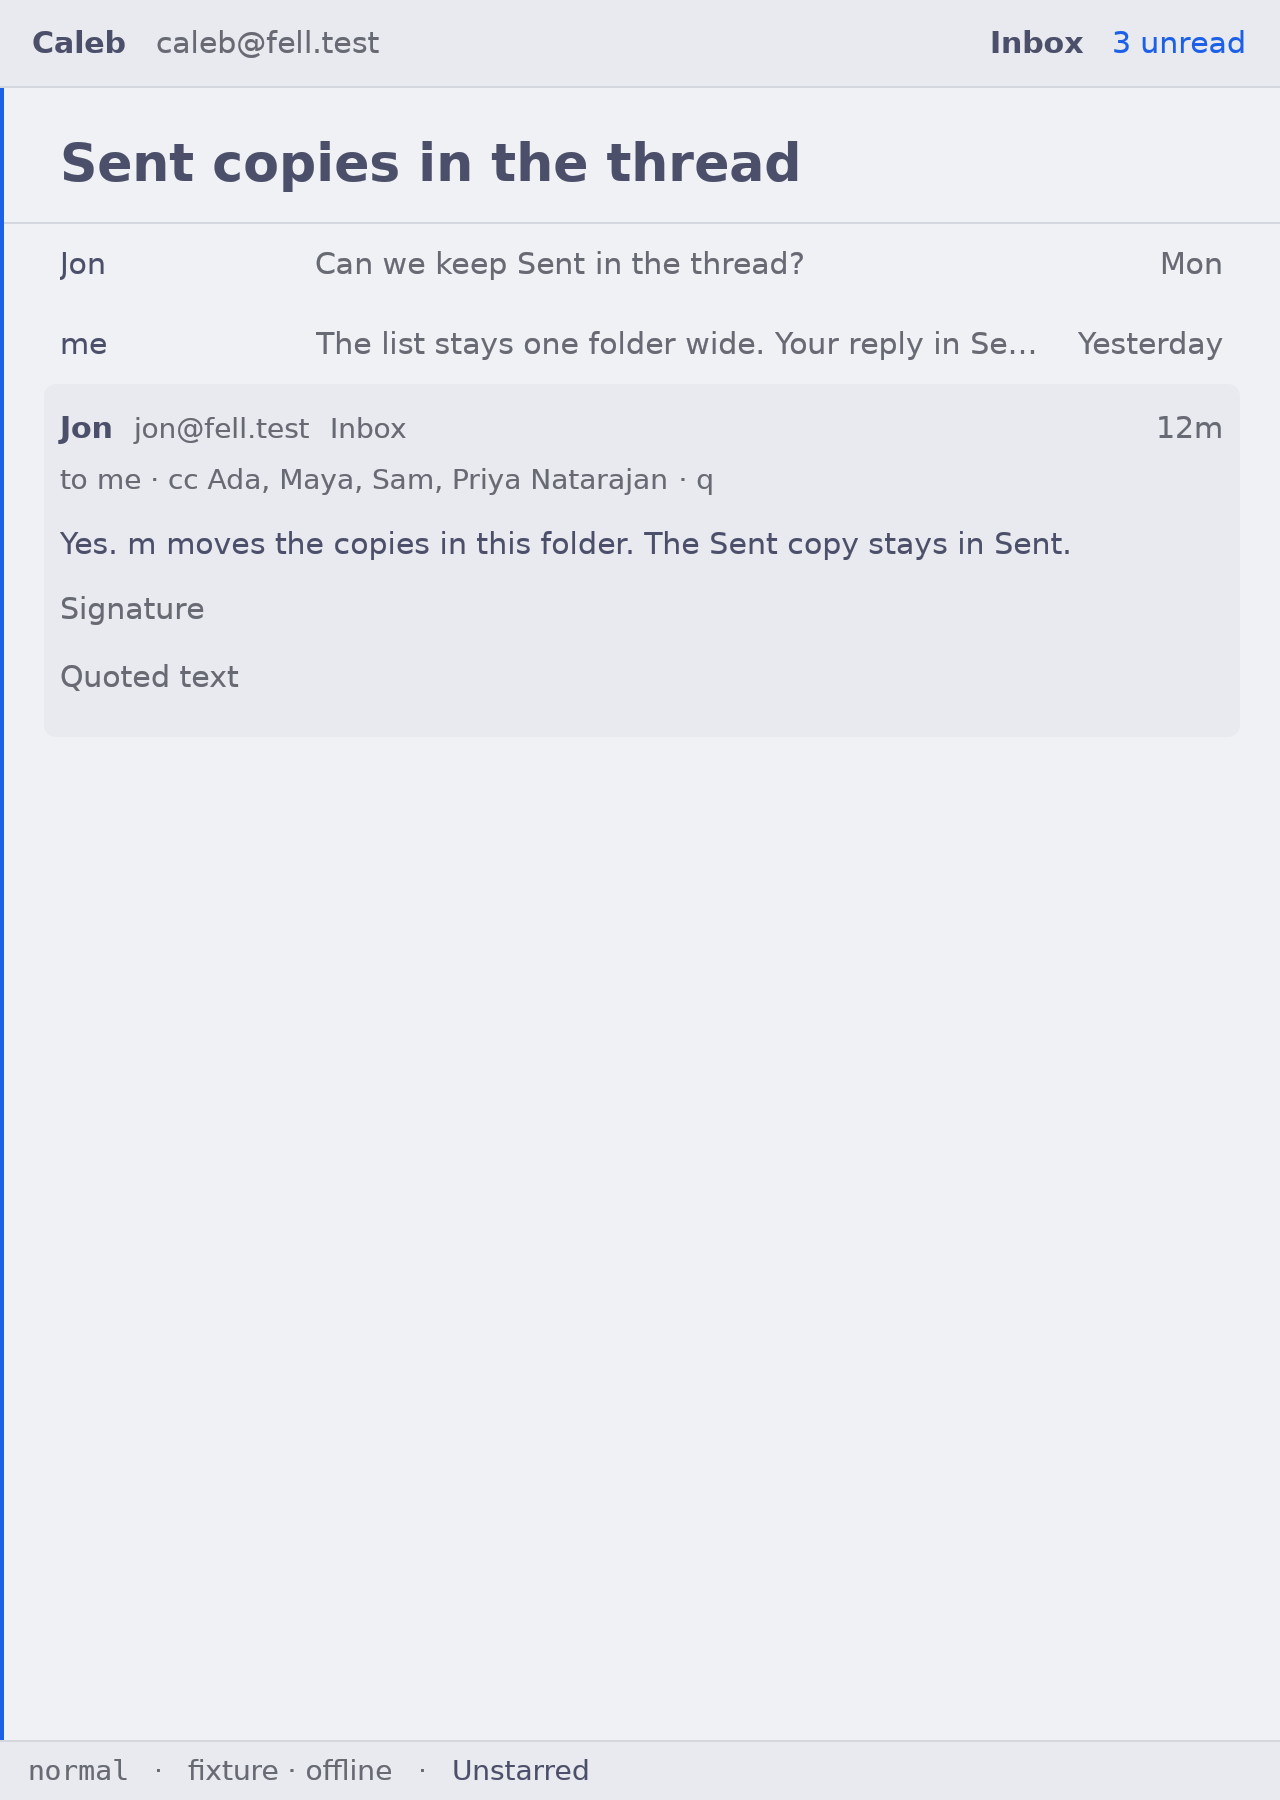 Caleb caleb@fell.test Inbox 3 unread
Sent copies in the thread
Jon Can we keep Sent in the thread? Mon
me The list stays one folder wide. Your reply in Se… Yesterday
Jon jon@fell.test Inbox 12m
to me · cc Ada, Maya, Sam, Priya Natarajan · q
Yes. m moves the copies in this folder. The Sent copy stays in Sent.
Signature
Quoted text
normal · fixture · offline · Unstarred